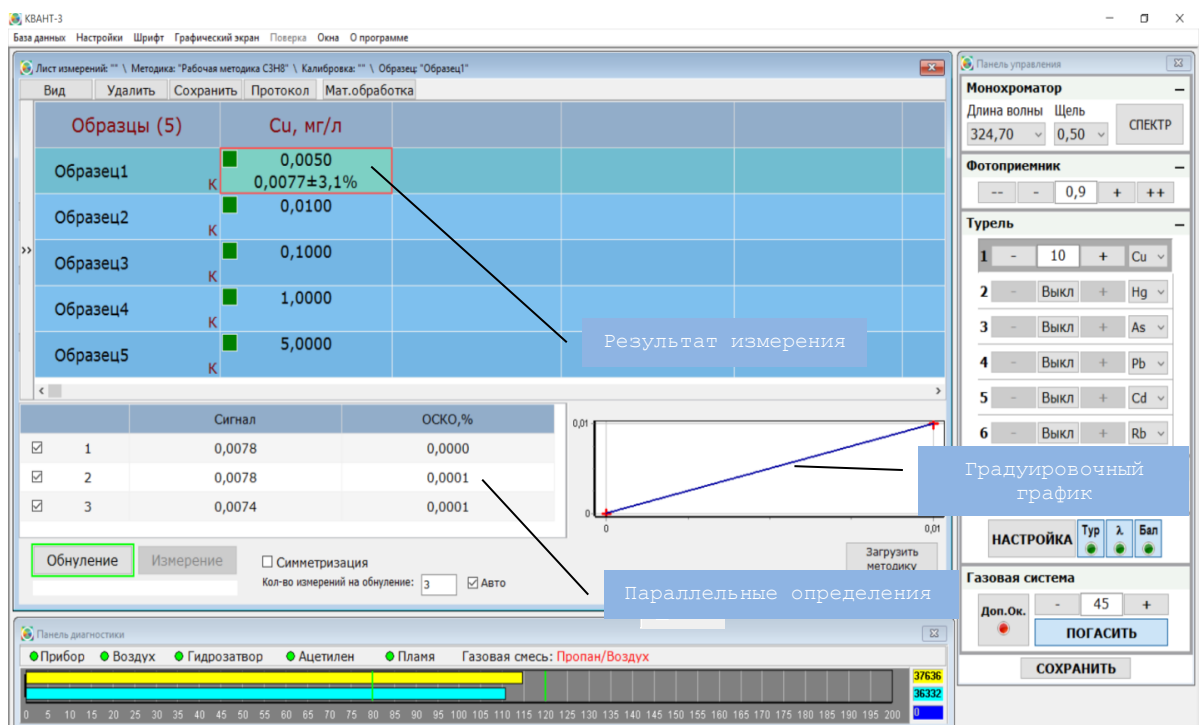 КВАНТ-3
База данных Настройки Шрифт Графический экран Поверка Окна О программе
Лист измерений: "" \ Методика: "Рабочая методика C3H8" \ Калибровка: "" \ Образец: "Образец1"
Вид Удалить Сохранить Протокол Мат.обработка
Образцы (5) Cu, мг/л
Образец1 К 0,0050
0,0077±3,1%
Образец2 К 0,0100
Образец3 К 0,1000
Образец4 К 1,0000
Образец5 К 5,0000
>>
Результат измерения
< >
Сигнал ОСКО,%
1 0,0078 0,0000
2 0,0078 0,0001
3 0,0074 0,0001
0,01
0
0 0,01
Градуировочный
график
Обнуление Измерение
Симметризация
Кол-во измерений на обнуление: 3 Авто
Загрузить
методику
Параллельные определения
Панель управления
Монохроматор
Длина волны Щель
324,70 0,50 СПЕКТР
Фотоприемник
-- - 0,9 + ++
Турель
1 - 10 + Cu
2 - Выкл + Hg
3 - Выкл + As
4 - Выкл + Pb
5 - Выкл + Cd
6 - Выкл + Rb
НАСТРОЙКА Тур λ Бал
Газовая система
Доп.Ок. - 45 +
ПОГАСИТЬ
СОХРАНИТЬ
Панель диагностики
Прибор Воздух Гидрозатвор Ацетилен Пламя Газовая смесь: Пропан/Воздух
37636
36332
0
0 5 10 15 20 25 30 35 40 45 50 55 60 65 70 75 80 85 90 95 100 105 110 115 120 125 130 135 140 145 150 155 160 165 170 175 180 185 190 195 200